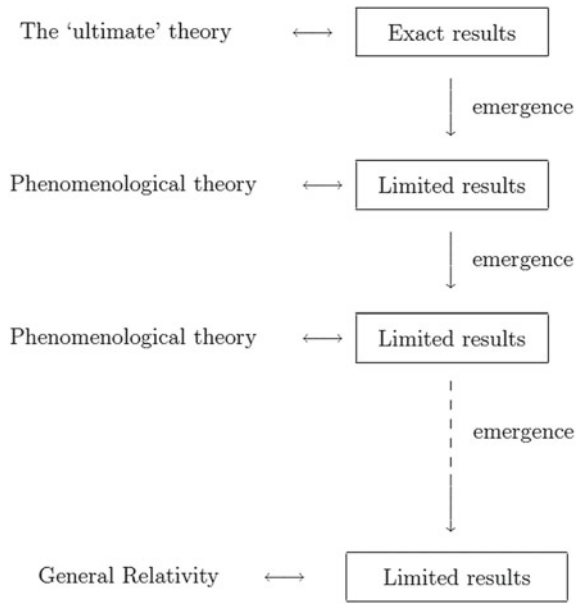 The ‘ultimate’ theory ⟷ Exact results
emergence
Phenomenological theory ⟷ Limited results
emergence
Phenomenological theory ⟷ Limited results
emergence
General Relativity ⟷ Limited results